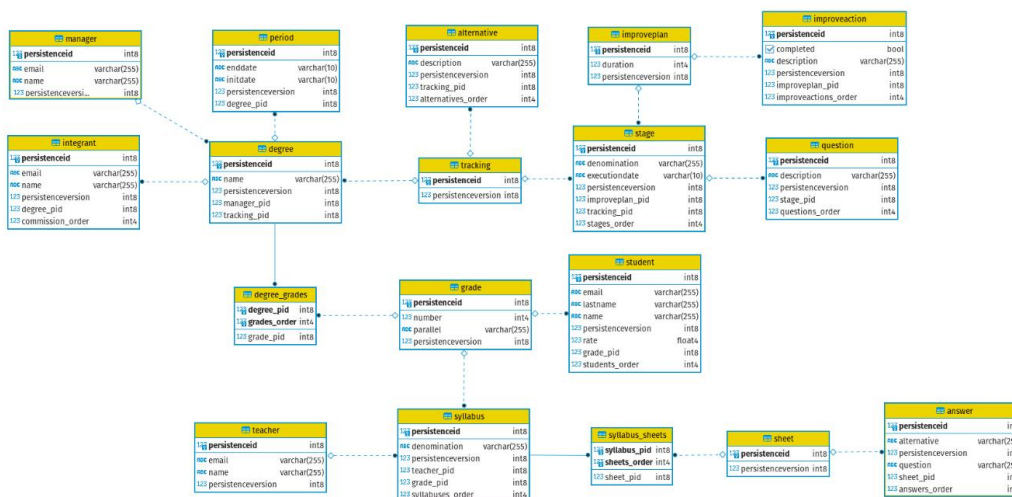 manager
persistenceid int8
email varchar(255)
name varchar(255)
persistenceversi... int8
period
persistenceid int8
enddate varchar(10)
initdate varchar(10)
persistenceversion int8
degree_pid int8
alternative
persistenceid int8
description varchar(255)
persistenceversion int8
tracking_pid int8
alternatives_order int4
improveplan
persistenceid int8
duration int4
persistenceversion int8
improveaction
persistenceid int8
completed bool
description varchar(255)
persistenceversion int8
improveplan_pid int8
improveactions_order int4
integrant
persistenceid int8
email varchar(255)
name varchar(255)
persistenceversion int8
degree_pid int8
commission_order int4
degree
persistenceid int8
name varchar(255)
persistenceversion int8
manager_pid int8
tracking_pid int8
tracking
persistenceid int8
persistenceversion int8
stage
persistenceid int8
denomination varchar(255)
executiondate varchar(10)
persistenceversion int8
improveplan_pid int8
tracking_pid int8
stages_order int4
question
persistenceid int8
description varchar(255)
persistenceversion int8
stage_pid int8
questions_order int4
degree_grades
degree_pid int8
grades_order int4
grade_pid int8
grade
persistenceid int8
number int4
parallel varchar(255)
persistenceversion int8
student
persistenceid int8
email varchar(255)
lastname varchar(255)
name varchar(255)
persistenceversion int8
rate float4
grade_pid int8
students_order int4
teacher
persistenceid int8
email varchar(255)
name varchar(255)
persistenceversion int8
syllabus
persistenceid int8
denomination varchar(255)
persistenceversion int8
teacher_pid int8
grade_pid int8
syllabuses_order int4
syllabus_sheets
syllabus_pid int8
sheets_order int4
sheet_pid int8
sheet
persistenceid int8
persistenceversion int8
answer
persistenceid
alternative
persistenceversion
question
sheet_pid
answers_order